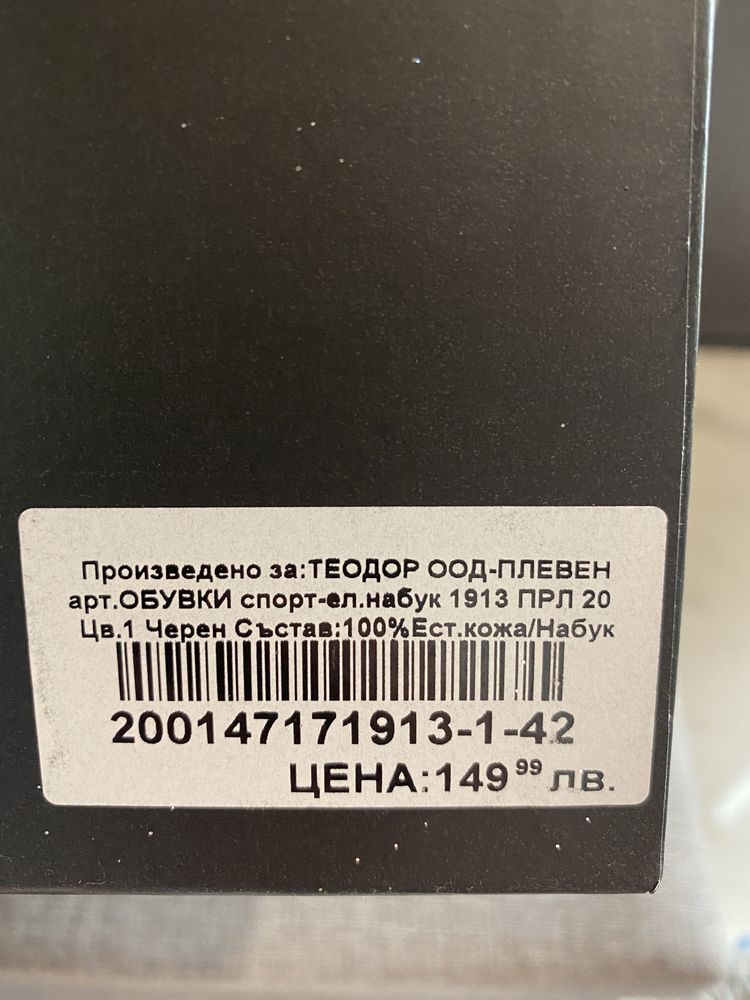 Произведено за:ТЕОДОР ООД-ПЛЕВЕН
арт.ОБУВКИ спорт-ел.набук 1913 ПРЛ 20
Цв.1 Черен Състав:100%Ест.кожа/Набук
200147171913-1-42
ЦЕНА:149 99 лв.